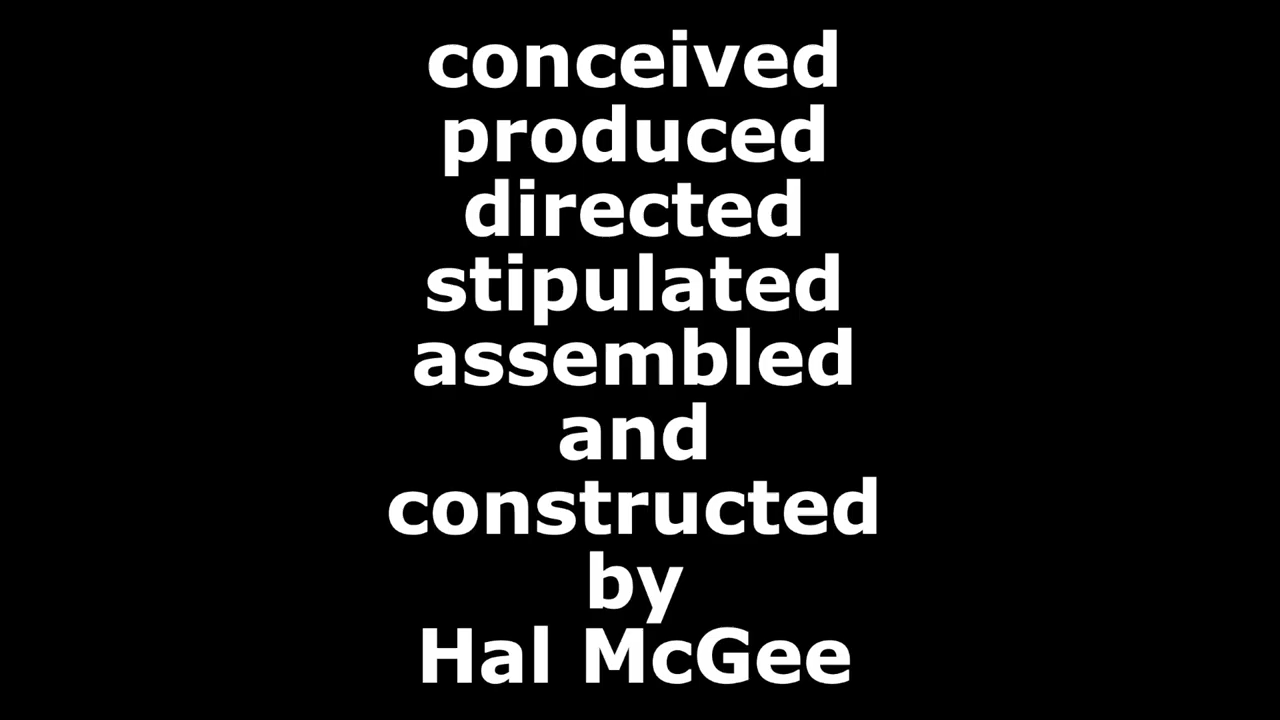 conceived
produced
directed
stipulated
assembled
and
constructed
by
Hal McGee